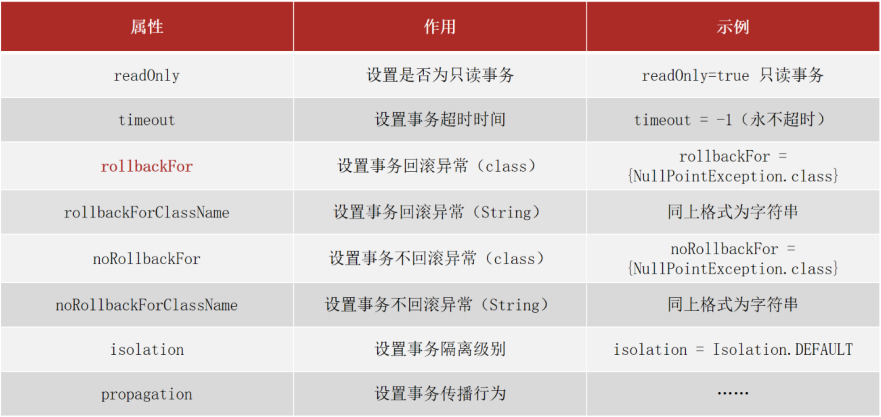 属性 作用 示例
readOnly 设置是否为只读事务 readOnly=true 只读事务
timeout 设置事务超时时间 timeout = -1（永不超时）
rollbackFor 设置事务回滚异常（class） rollbackFor =
{NullPointException.class}
rollbackForClassName 设置事务回滚异常（String） 同上格式为字符串
noRollbackFor 设置事务不回滚异常（class） noRollbackFor =
{NullPointException.class}
noRollbackForClassName 设置事务不回滚异常（String） 同上格式为字符串
isolation 设置事务隔离级别 isolation = Isolation.DEFAULT
propagation 设置事务传播行为 ……